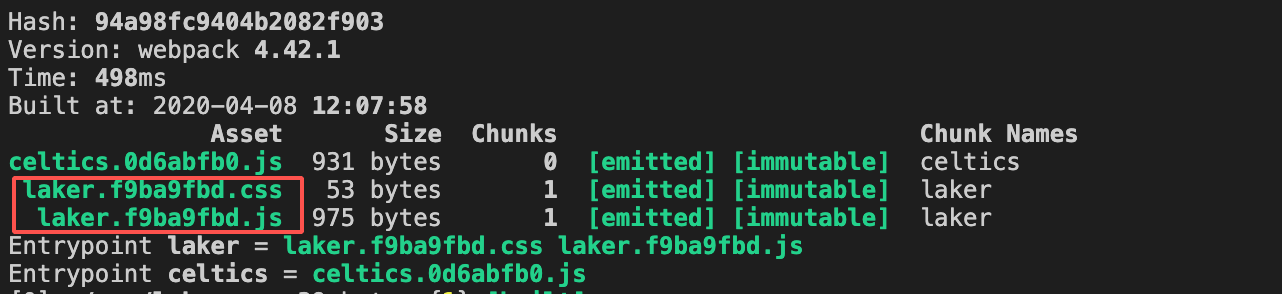 Hash: 94a98fc9404b2082f903
Version: webpack 4.42.1
Time: 498ms
Built at: 2020-04-08 12:07:58
Asset Size Chunks Chunk Names
celtics.0d6abfb0.js 931 bytes 0 [emitted] [immutable] celtics
laker.f9ba9fbd.css 53 bytes 1 [emitted] [immutable] laker
laker.f9ba9fbd.js 975 bytes 1 [emitted] [immutable] laker
Entrypoint laker = laker.f9ba9fbd.css laker.f9ba9fbd.js
Entrypoint celtics = celtics.0d6abfb0.js